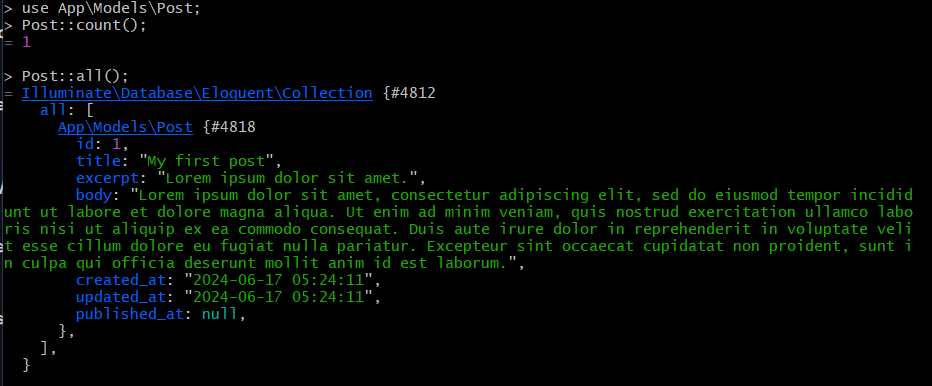 > use App\Models\Post;
> Post::count();
= 1
> Post::all();
= Illuminate\Database\Eloquent\Collection {#4812
all: [
App\Models\Post {#4818
id: 1,
title: "My first post",
excerpt: "Lorem ipsum dolor sit amet.",
body: "Lorem ipsum dolor sit amet, consectetur adipiscing elit, sed do eiusmod tempor incidid
unt ut labore et dolore magna aliqua. Ut enim ad minim veniam, quis nostrud exercitation ullamco labo
ris nisi ut aliquip ex ea commodo consequat. Duis aute irure dolor in reprehenderit in voluptate veli
t esse cillum dolore eu fugiat nulla pariatur. Excepteur sint occaecat cupidatat non proident, sunt i
n culpa qui officia deserunt mollit anim id est laborum.",
created_at: "2024-06-17 05:24:11",
updated_at: "2024-06-17 05:24:11",
published_at: null,
},
],
}